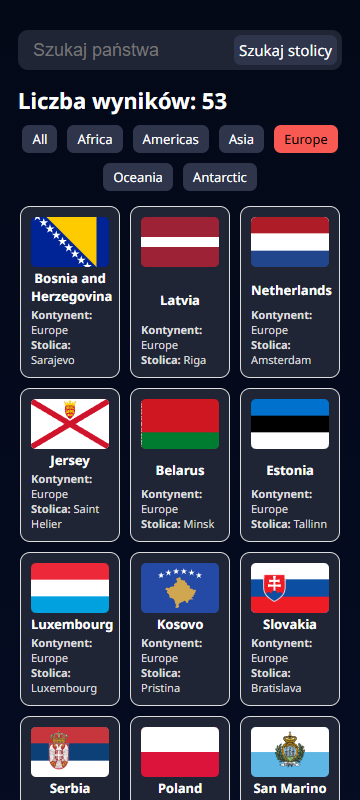 Szukaj państwa
Szukaj stolicy
Liczba wyników: 53
All
Africa
Americas
Asia
Europe
Oceania
Antarctic
Bosnia and
Herzegovina
Kontynent:
Europe
Stolica:
Sarajevo
Latvia
Kontynent:
Europe
Stolica: Riga
Netherlands
Kontynent:
Europe
Stolica:
Amsterdam
Jersey
Kontynent:
Europe
Stolica: Saint
Helier
Belarus
Kontynent:
Europe
Stolica: Minsk
Estonia
Kontynent:
Europe
Stolica: Tallinn
Luxembourg
Kontynent:
Europe
Stolica:
Luxembourg
Kosovo
Kontynent:
Europe
Stolica:
Pristina
Slovakia
Kontynent:
Europe
Stolica:
Bratislava
Serbia
Poland
San Marino